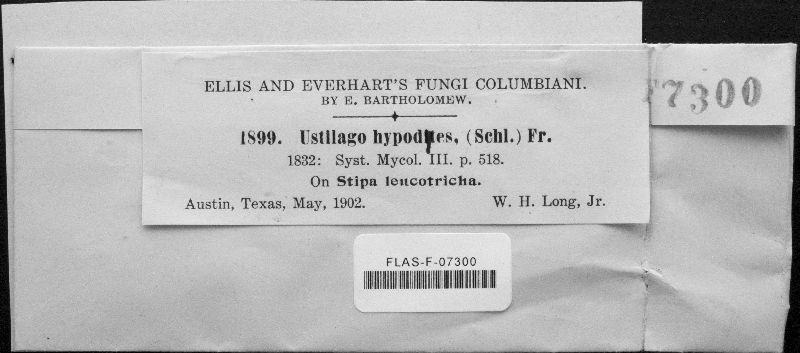 ELLIS AND EVERHART'S FUNGI COLUMBIANI.
BY E. BARTHOLOMEW.
1899. Ustilago hypodytes, (Schl.) Fr.
1832: Syst. Mycol. III. p. 518.
On Stipa leucotricha.
Austin, Texas, May, 1902. W. H. Long, Jr.
F7300
FLAS-F-07300